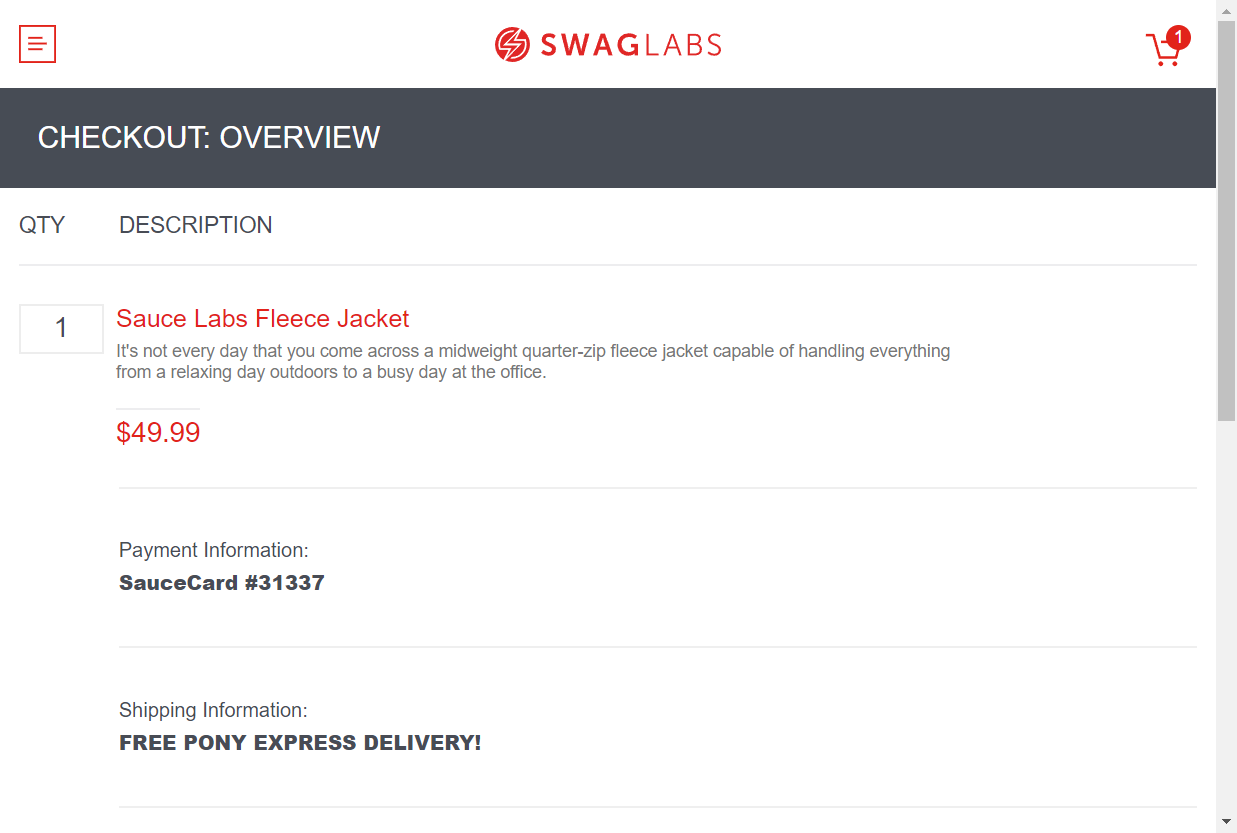 SWAGLABS
1
CHECKOUT: OVERVIEW
QTY DESCRIPTION
1
Sauce Labs Fleece Jacket
It's not every day that you come across a midweight quarter-zip fleece jacket capable of handling everything
from a relaxing day outdoors to a busy day at the office.
$49.99
Payment Information:
SauceCard #31337
Shipping Information:
FREE PONY EXPRESS DELIVERY!